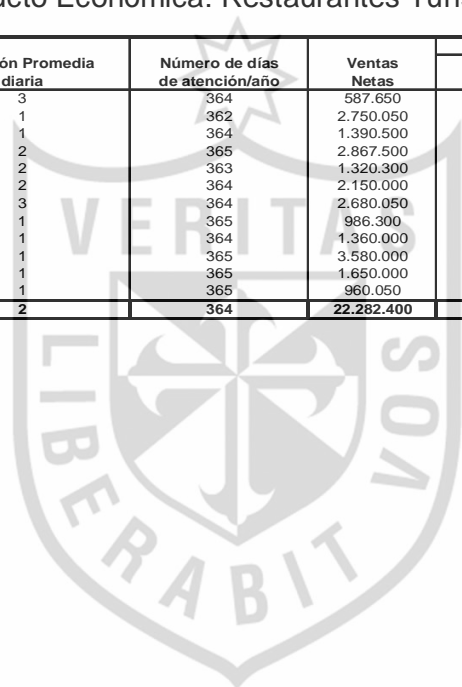 Económica: Restaurantes
Promedia Número de días Ventas
diaria de atención/año Netas
3 364 587.650
1 362 2.750.050
1 364 1.390.500
2 365 2.867.500
2 363 1.320.300
2 364 2.150.000
3 364 2.680.050
1 365 986.300
1 364 1.360.000
1 365 3.580.000
1 365 1.650.000
1 365 960.050
2 364 22.282.400
VERITAS
LIBERABIT
VOS